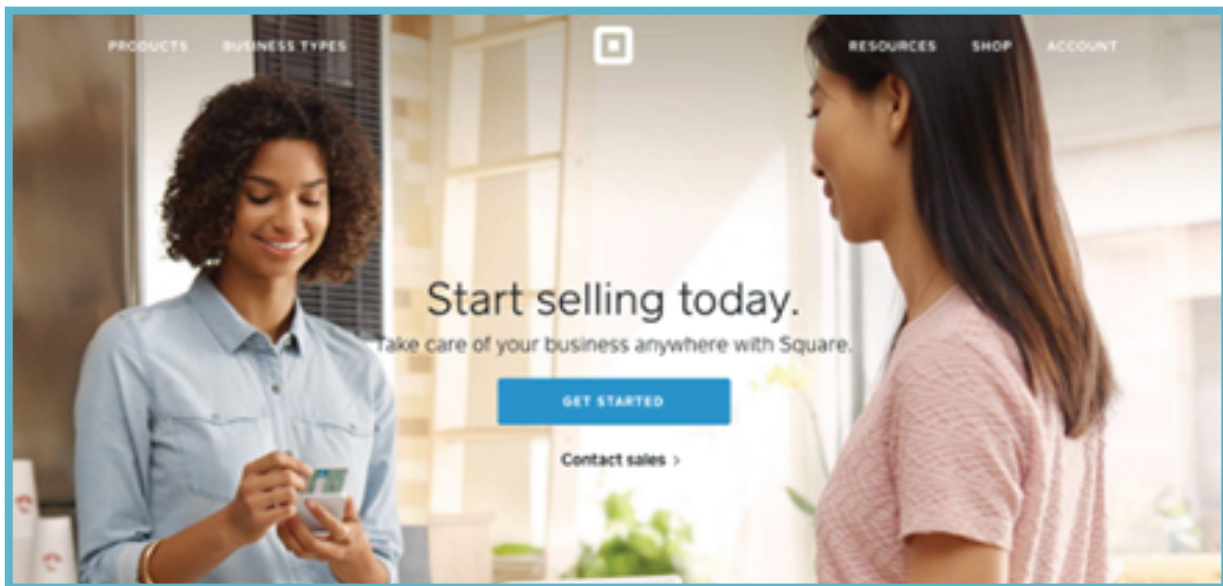 PRODUCTS BUSINESS TYPES RESOURCES SHOP ACCOUNT
Start selling today.
Take care of your business anywhere with Square.
GET STARTED
Contact sales >